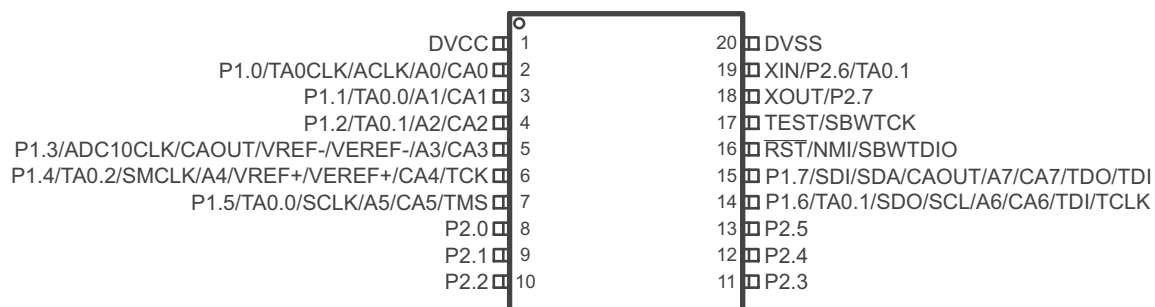 DVCC 1 20 DVSS
P1.0/TA0CLK/ACLK/A0/CA0 2 19 XIN/P2.6/TA0.1
P1.1/TA0.0/A1/CA1 3 18 XOUT/P2.7
P1.2/TA0.1/A2/CA2 4 17 TEST/SBWTCK
P1.3/ADC10CLK/CAOUT/VREF-/VEREF-/A3/CA3 5 16 RST/NMI/SBWTDIO
P1.4/TA0.2/SMCLK/A4/VREF+/VEREF+/CA4/TCK 6 15 P1.7/SDI/SDA/CAOUT/A7/CA7/TDO/TDI
P1.5/TA0.0/SCLK/A5/CA5/TMS 7 14 P1.6/TA0.1/SDO/SCL/A6/CA6/TDI/TCLK
P2.0 8 13 P2.5
P2.1 9 12 P2.4
P2.2 10 11 P2.3